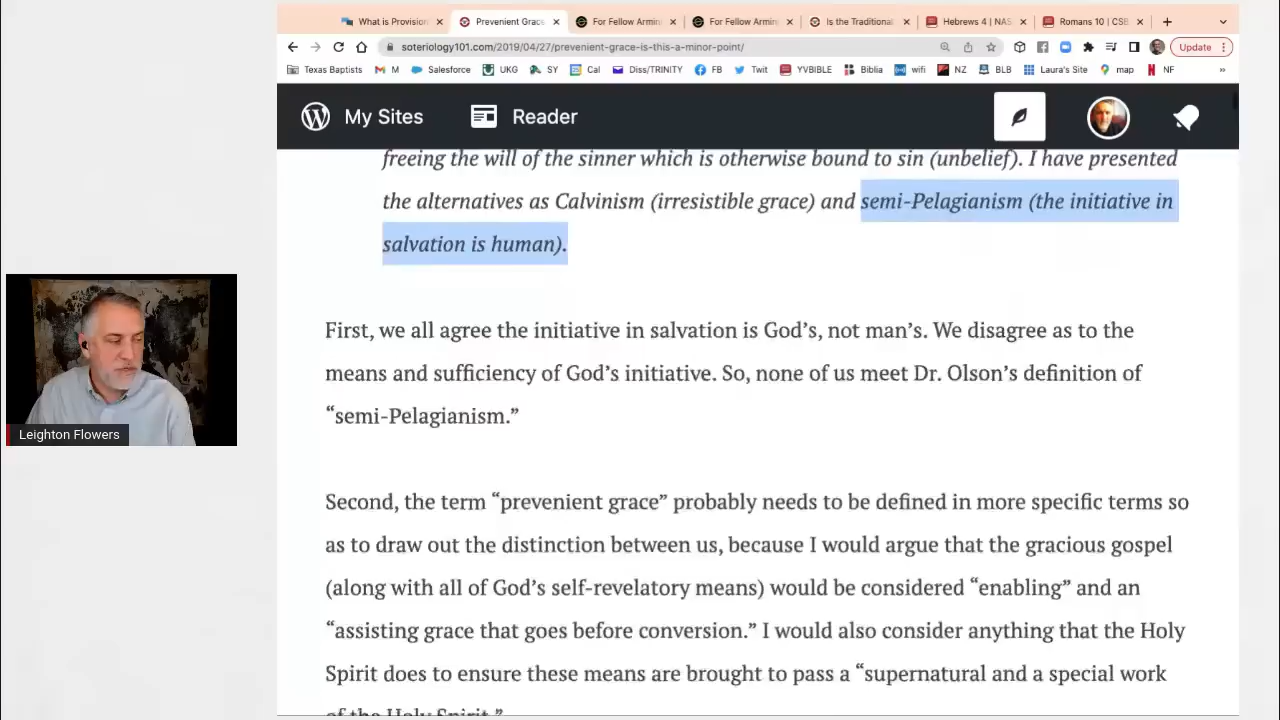 What is Provision
Prevenient Grace
For Fellow Armin
For Fellow Armin
Is the Traditional
Hebrews 4 | NAS
Romans 10 | CSB
soteriology101.com/2019/04/27/prevenient-grace-is-this-a-minor-point/
Update
Texas Baptists
M
Salesforce
UKG
SY
Cal
Diss/TRINITY
FB
Twit
YVBIBLE
Biblia
wifi
NZ
BLB
Laura's Site
map
NF
My Sites
Reader
freeing the will of the sinner which is otherwise bound to sin (unbelief). I have presented
the alternatives as Calvinism (irresistible grace) and semi-Pelagianism (the initiative in
salvation is human).
First, we all agree the initiative in salvation is God’s, not man’s. We disagree as to the
means and sufficiency of God’s initiative. So, none of us meet Dr. Olson’s definition of
“semi-Pelagianism.”
Second, the term “prevenient grace” probably needs to be defined in more specific terms so
as to draw out the distinction between us, because I would argue that the gracious gospel
(along with all of God’s self-revelatory means) would be considered “enabling” and an
“assisting grace that goes before conversion.” I would also consider anything that the Holy
Spirit does to ensure these means are brought to pass a “supernatural and a special work
of the Holy Spirit.”
Leighton Flowers